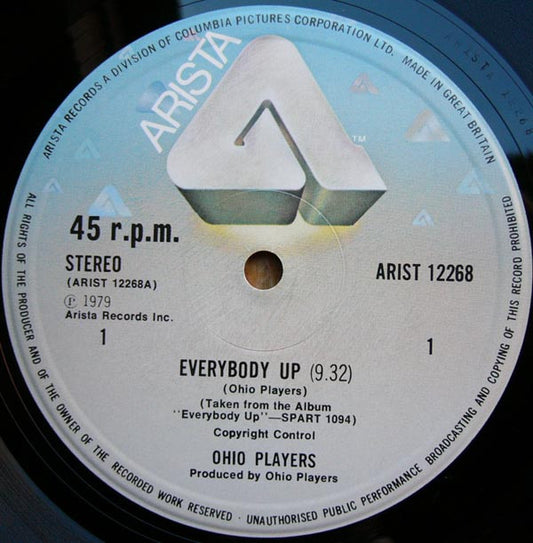 ARISTA RECORDS A DIVISION OF COLUMBIA PICTURES CORPORATION LTD. MADE IN GREAT BRITAIN
ARISTA
TM
45 r.p.m.
STEREO
(ARIST 12268A)
ARIST 12268
℗ 1979
Arista Records Inc.
1
1
EVERYBODY UP (9.32)
(Ohio Players)
(Taken from the Album
"Everybody Up"—SPART 1094)
Copyright Control
OHIO PLAYERS
Produced by Ohio Players
ALL RIGHTS OF THE PRODUCER AND OF THE OWNER OF THE RECORDED WORK RESERVED · UNAUTHORISED PUBLIC PERFORMANCE BROADCASTING AND COPYING OF THIS RECORD PROHIBITED